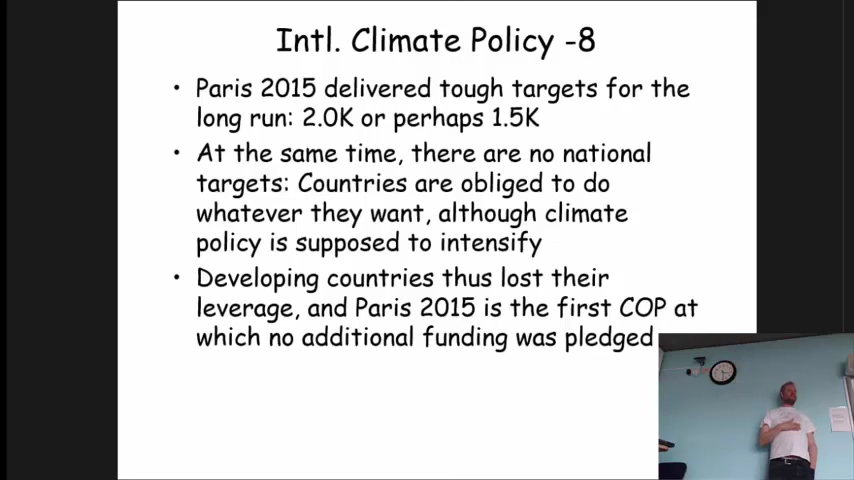 Intl. Climate Policy -8
• Paris 2015 delivered tough targets for the
long run: 2.0K or perhaps 1.5K
• At the same time, there are no national
targets: Countries are obliged to do
whatever they want, although climate
policy is supposed to intensify
• Developing countries thus lost their
leverage, and Paris 2015 is the first COP at
which no additional funding was pledged